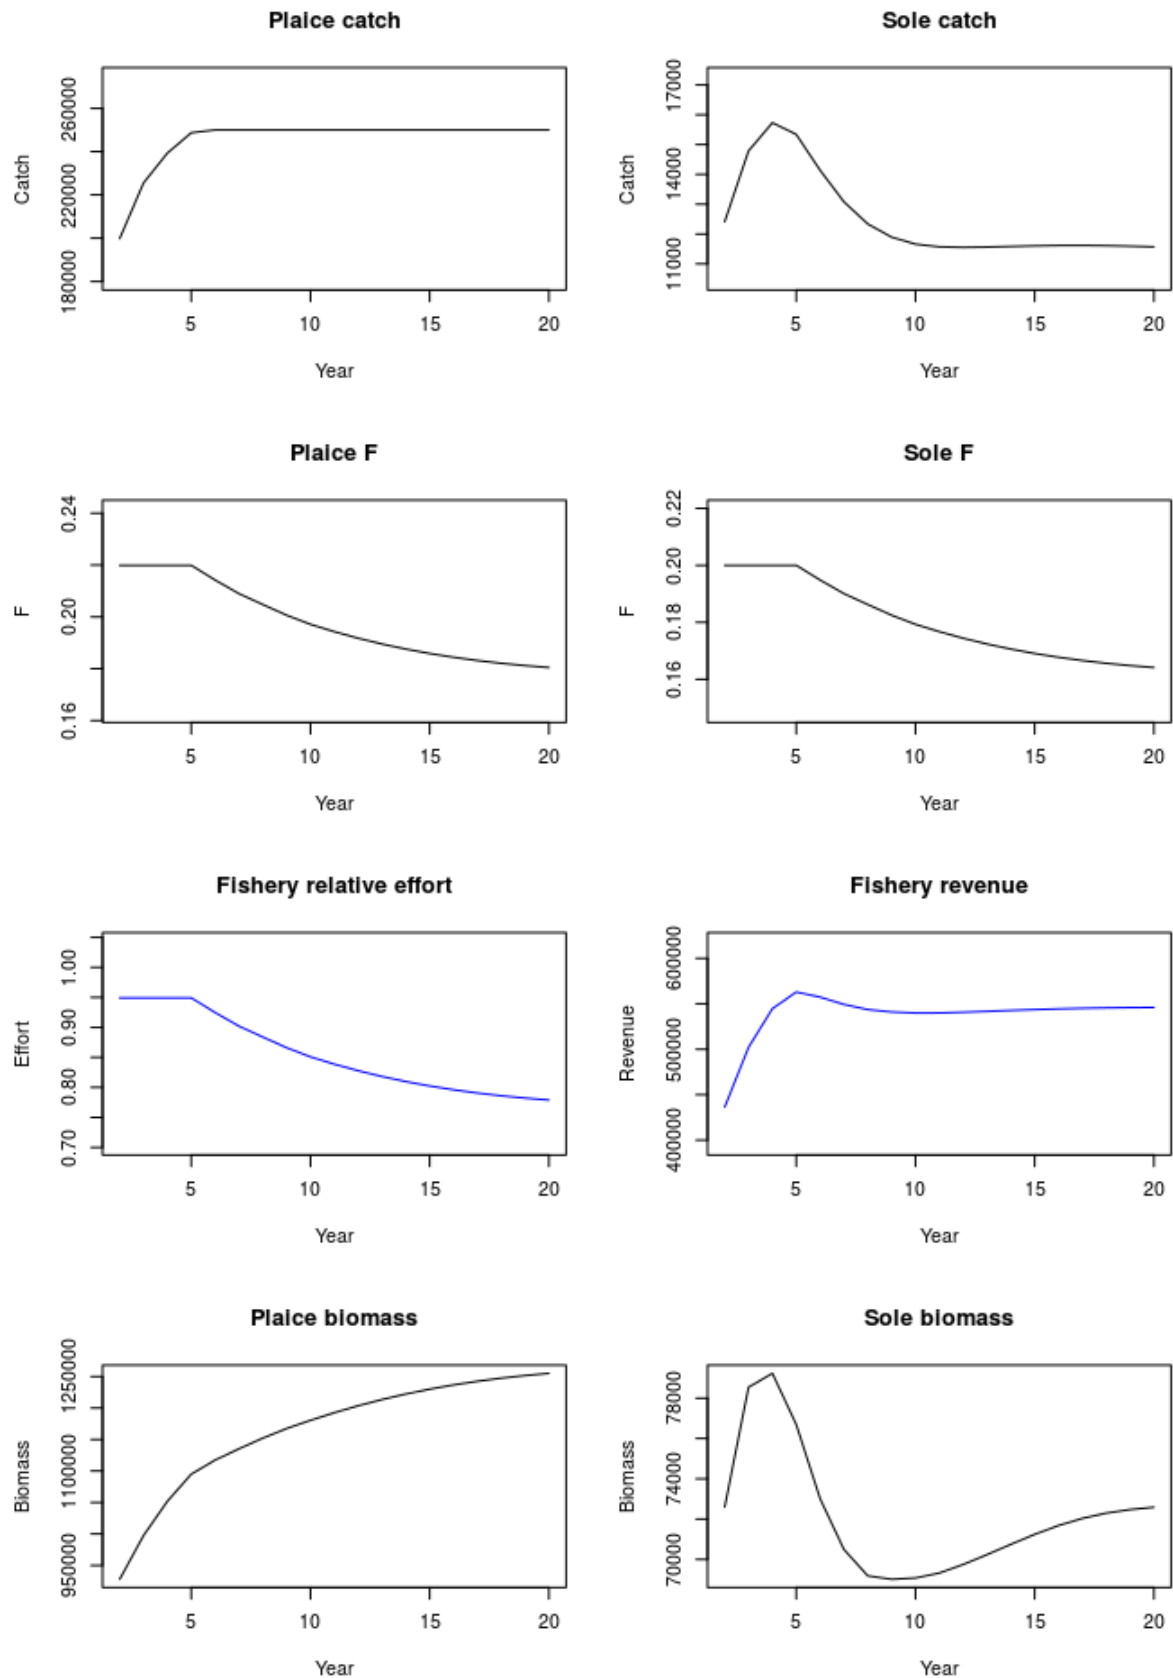 Plaice catch
Catch
180000 220000 260000
5 10 15 20
Year
Sole catch
Catch
11000 14000 17000
5 10 15 20
Year
Plaice F
F
0.16 0.20 0.24
5 10 15 20
Year
Sole F
F
0.16 0.18 0.20 0.22
5 10 15 20
Year
Fishery relative effort
Effort
0.70 0.80 0.90 1.00
5 10 15 20
Year
Fishery revenue
Revenue
400000 500000 600000
5 10 15 20
Year
Plaice biomass
Biomass
950000 1100000 1250000
5 10 15 20
Year
Sole biomass
Biomass
70000 74000 78000
5 10 15 20
Year